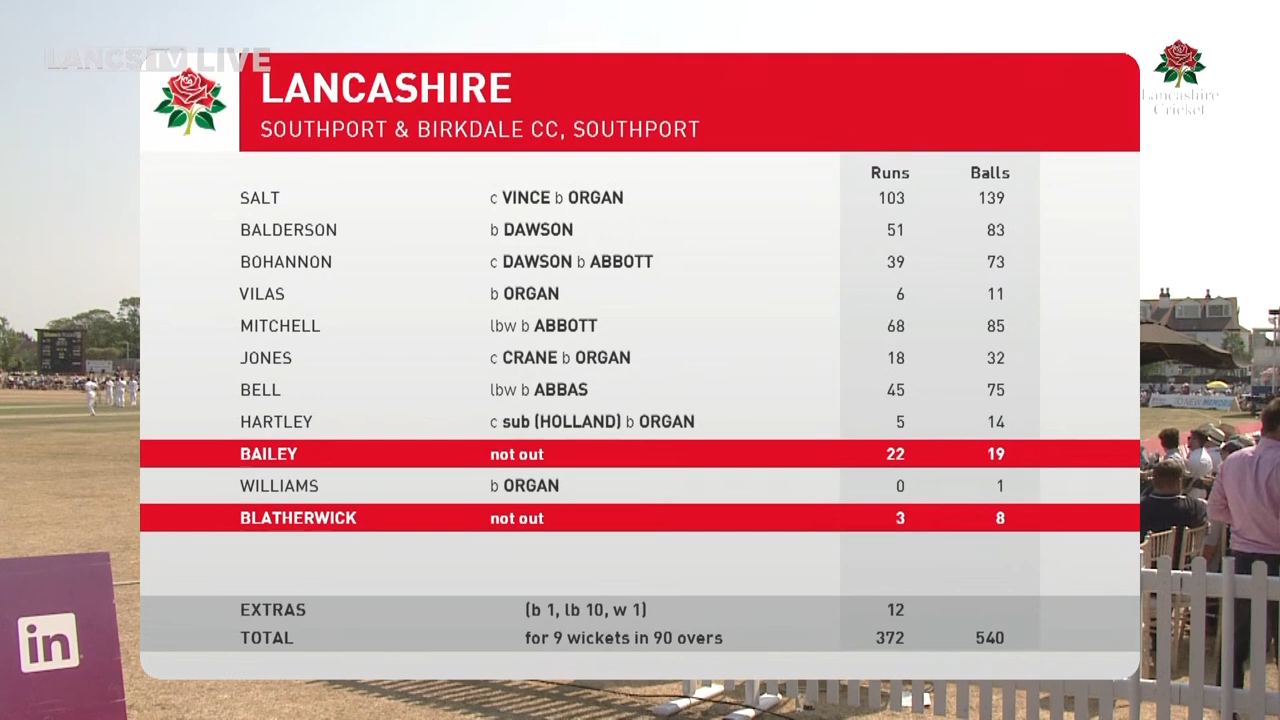 LANCS TV LIVE
LANCASHIRE
SOUTHPORT & BIRKDALE CC, SOUTHPORT
Lancashire
Cricket
Runs Balls
SALT c VINCE b ORGAN 103 139
BALDERSON b DAWSON 51 83
BOHANNON c DAWSON b ABBOTT 39 73
VILAS b ORGAN 6 11
MITCHELL lbw b ABBOTT 68 85
JONES c CRANE b ORGAN 18 32
BELL lbw b ABBAS 45 75
HARTLEY c sub (HOLLAND) b ORGAN 5 14
BAILEY not out 22 19
WILLIAMS b ORGAN 0 1
BLATHERWICK not out 3 8
EXTRAS (b 1, lb 10, w 1) 12
TOTAL for 9 wickets in 90 overs 372 540
in